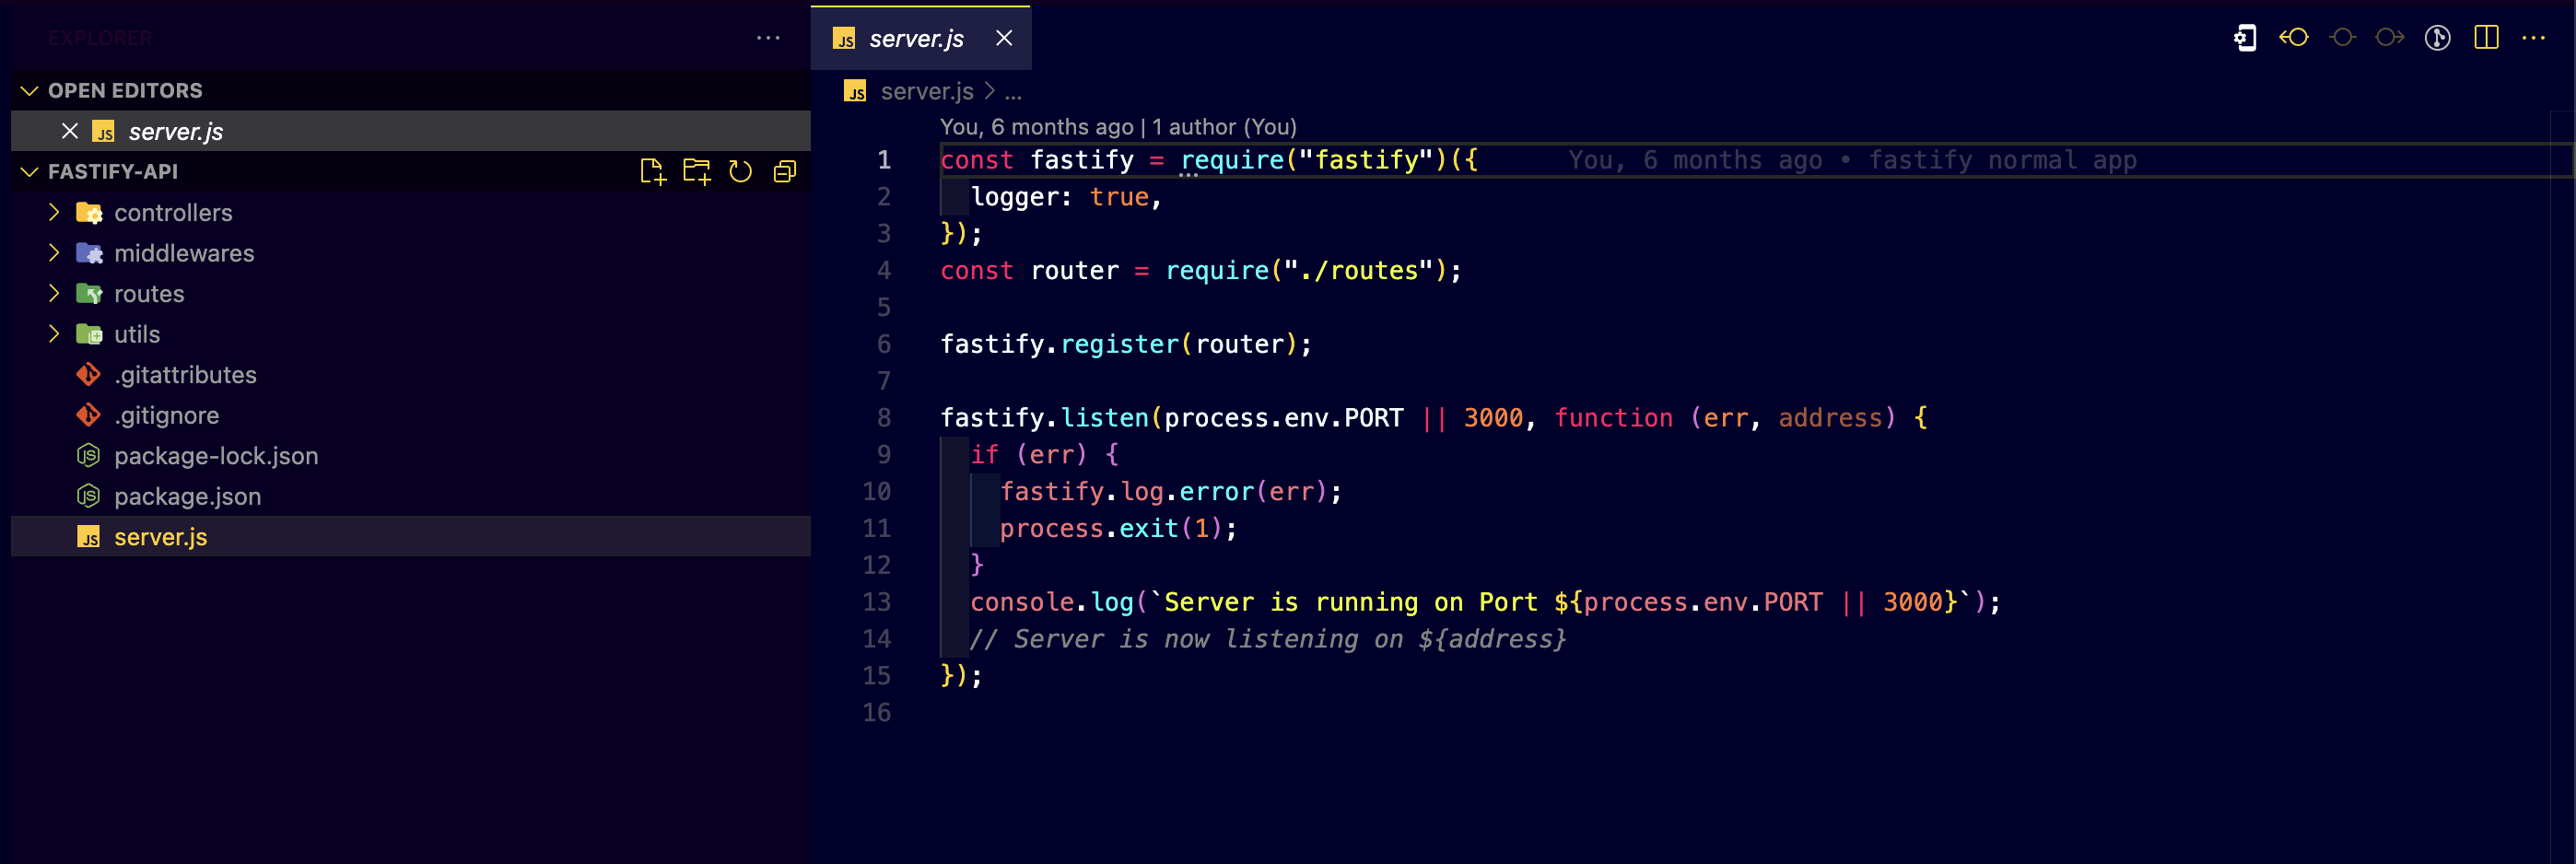 EXPLORER
OPEN EDITORS
JS server.js
FASTIFY-API
controllers
middlewares
routes
utils
.gitattributes
.gitignore
JS package-lock.json
JS package.json
JS server.js
JS server.js
JS server.js > ...
You, 6 months ago | 1 author (You)
1 const fastify = require("fastify")({ You, 6 months ago • fastify normal app
2 logger: true,
3 });
4 const router = require("./routes");
5
6 fastify.register(router);
7
8 fastify.listen(process.env.PORT || 3000, function (err, address) {
9 if (err) {
10 fastify.log.error(err);
11 process.exit(1);
12 }
13 console.log(`Server is running on Port ${process.env.PORT || 3000}`);
14 // Server is now listening on ${address}
15 });
16